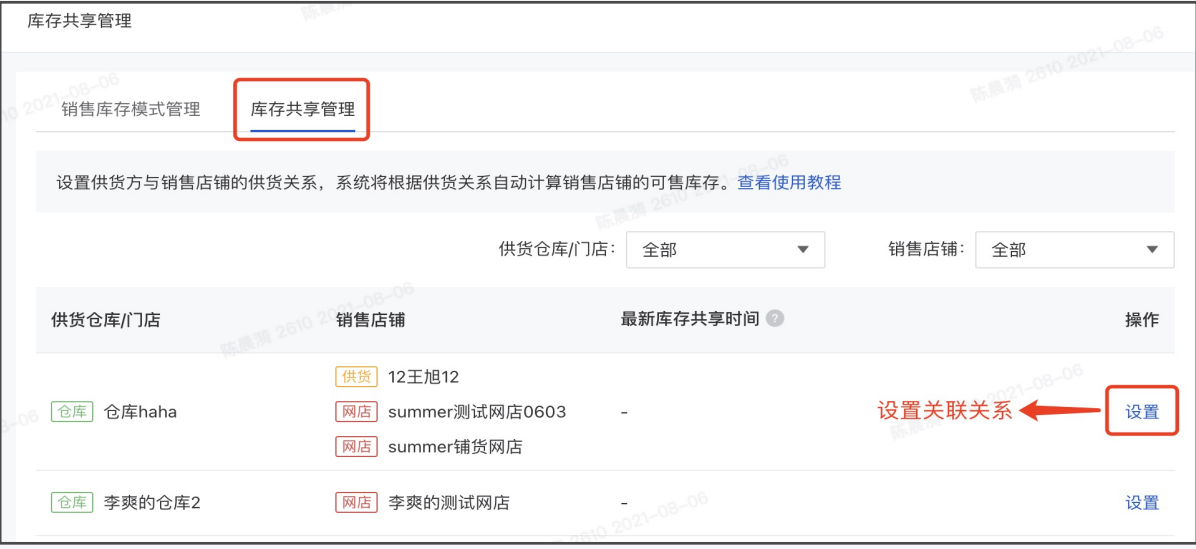 库存共享管理
销售库存模式管理 库存共享管理
设置供货方与销售店铺的供货关系，系统将根据供货关系自动计算销售店铺的可售库存。查看使用教程
供货仓库/门店： 全部 销售店铺： 全部
供货仓库/门店 销售店铺 最新库存共享时间 ? 操作
供货 12王旭12
仓库 仓库haha 网店 summer测试网店0603 - 设置关联关系 设置
网店 summer铺货网店
仓库 李爽的仓库2 网店 李爽的测试网店 - 设置